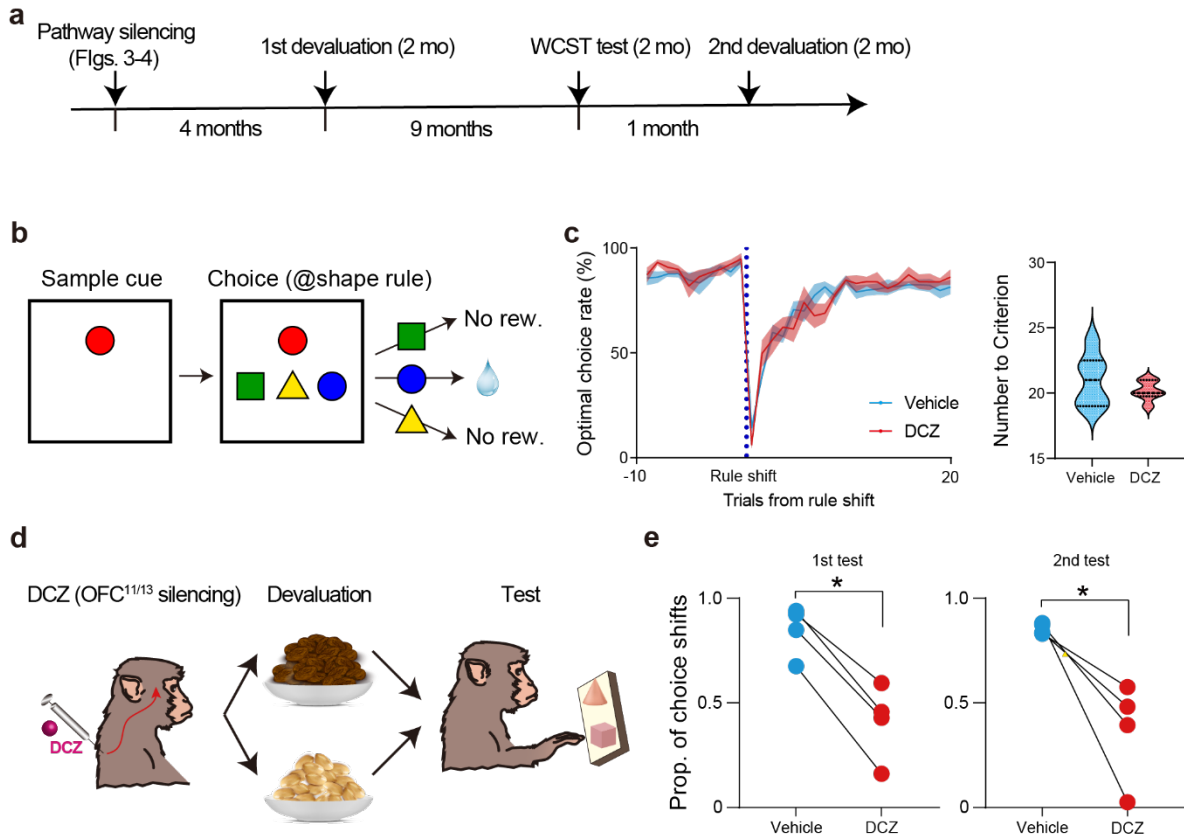 a
Pathway silencing
(FIgs. 3-4)
1st devaluation (2 mo)
WCST test (2 mo)
2nd devaluation (2 mo)
4 months
9 months
1 month
b
Sample cue
Choice (@shape rule)
No rew.
No rew.
c
Optimal choice rate (%)
100
50
0
-10
Rule shift
20
Trials from rule shift
Vehicle
DCZ
Number to Criterion
30
25
20
15
Vehicle
DCZ
d
DCZ (OFC11/13 silencing)
Devaluation
Test
DCZ
e
Prop. of choice shifts
1st test
*
1.0
0.5
0
Vehicle
DCZ
2nd test
*
1.0
0.5
0
Vehicle
DCZ